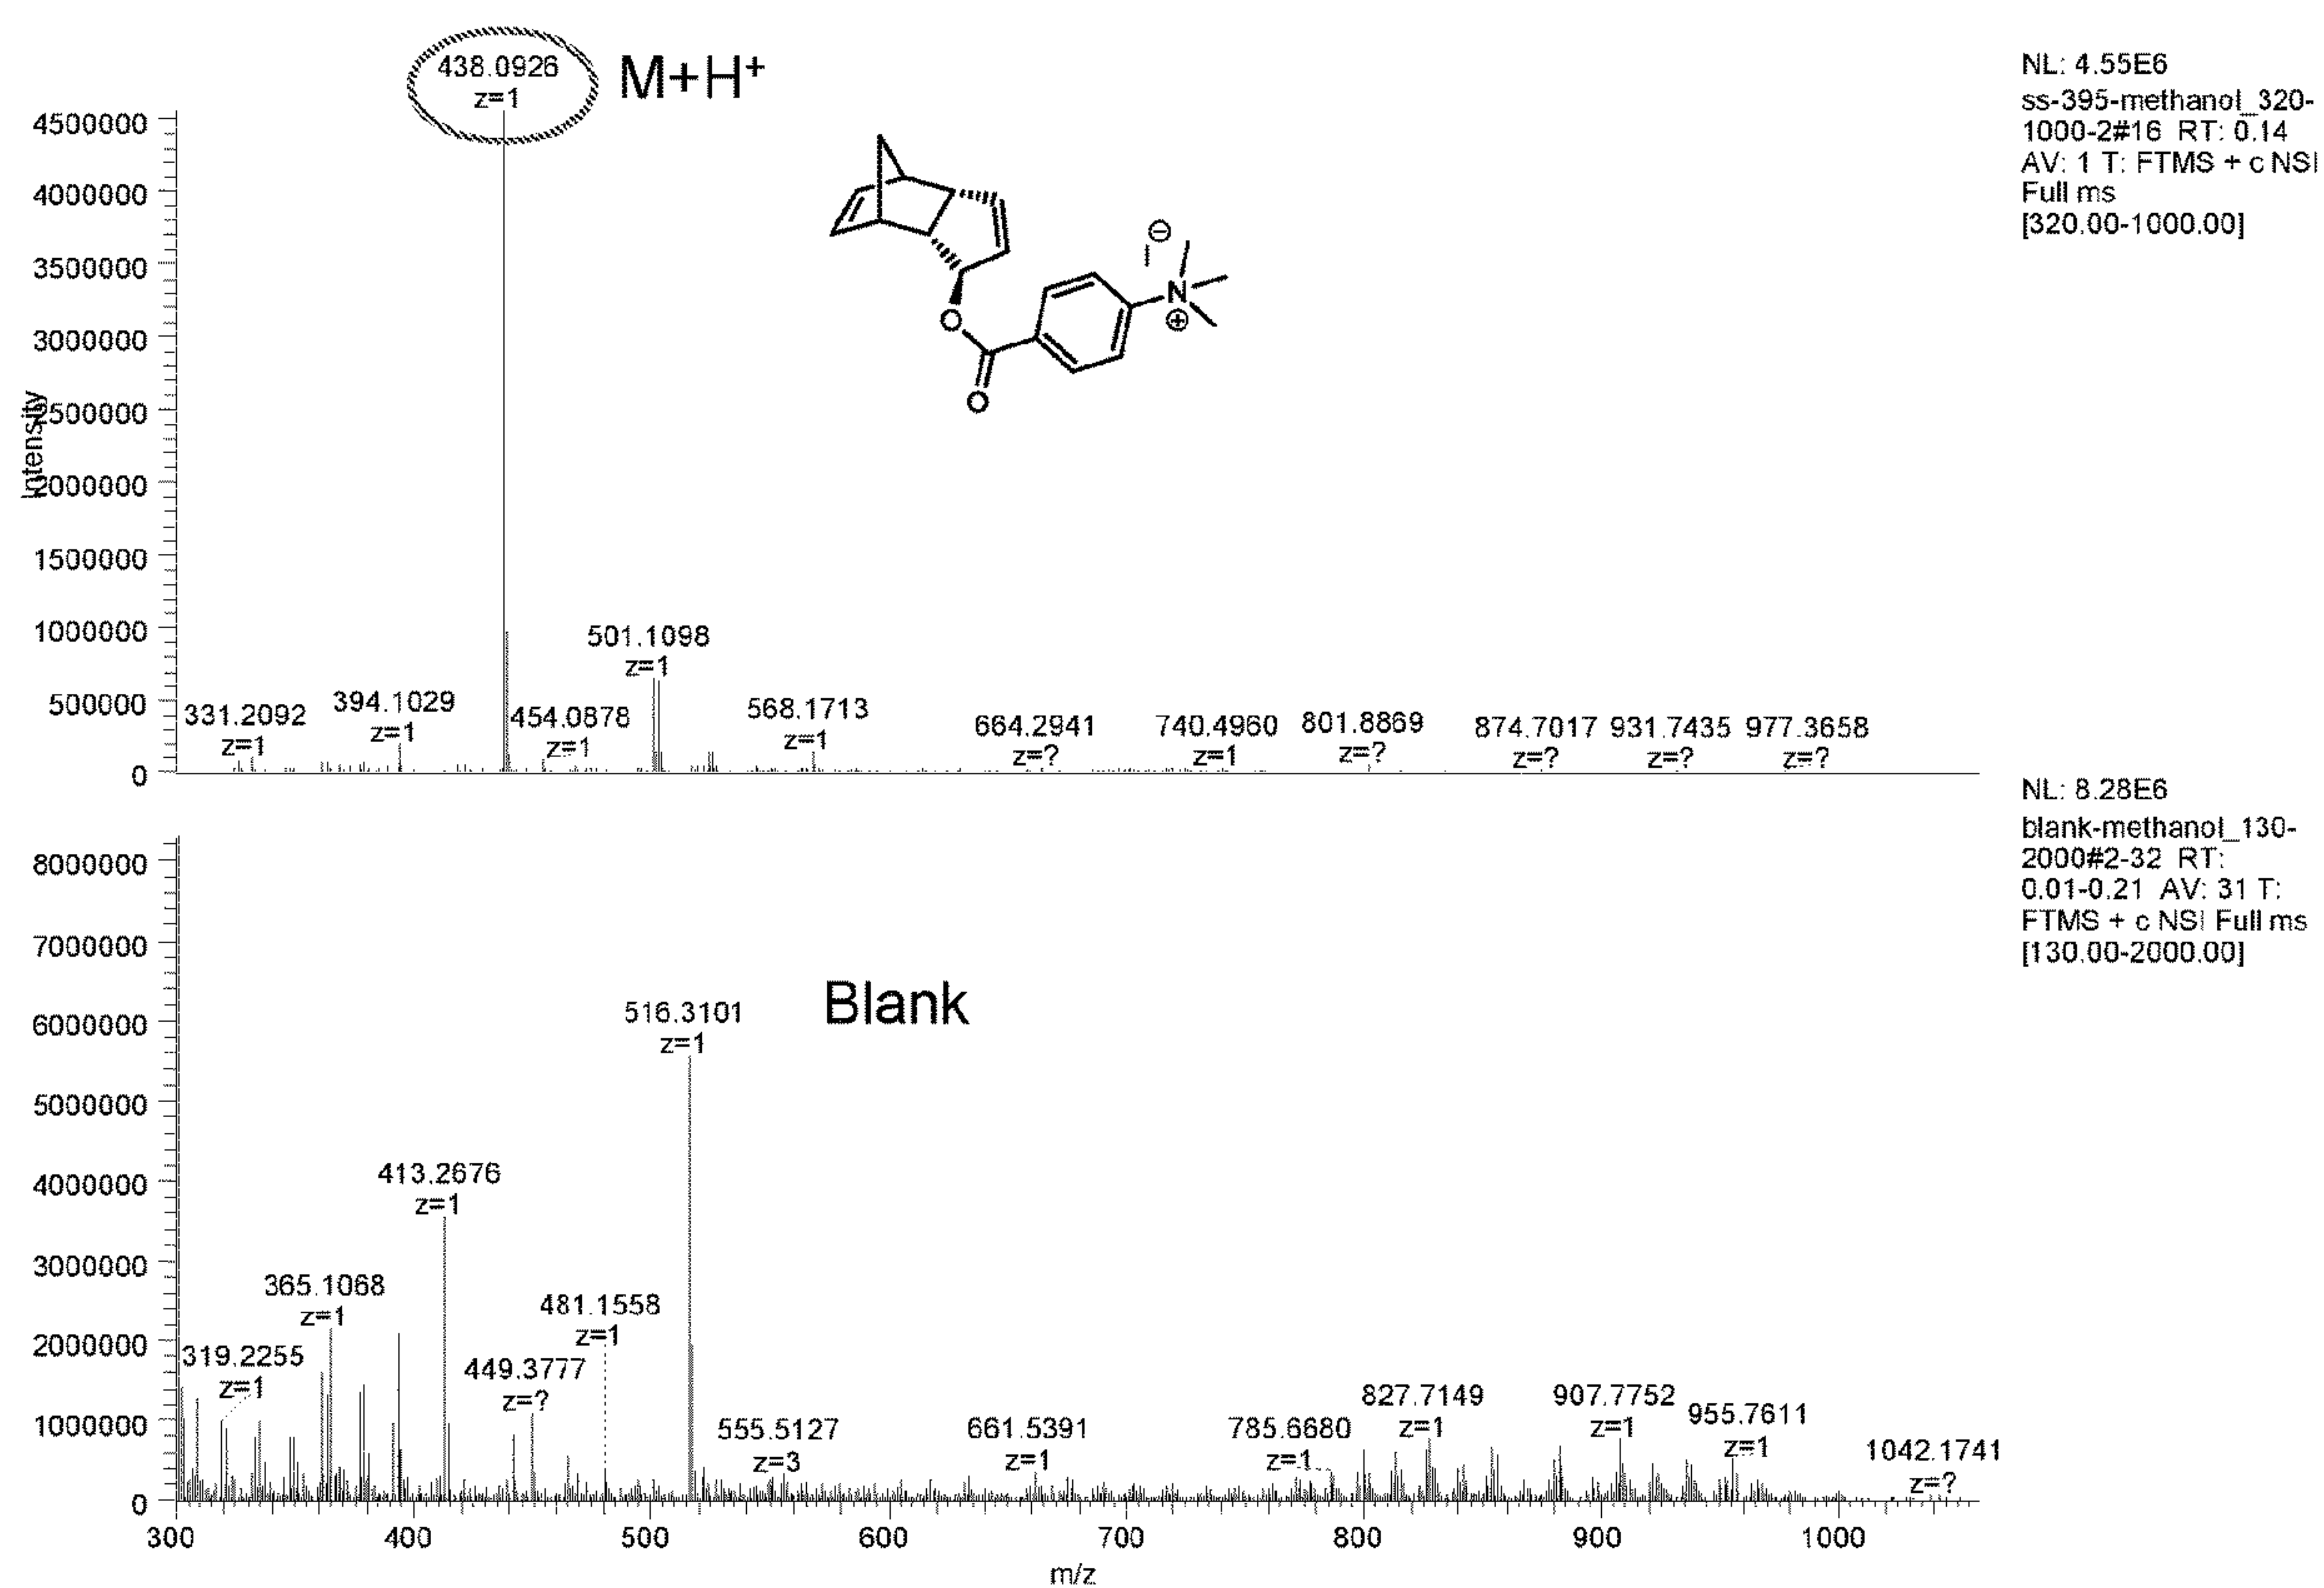 438.0926
z=1
M+H+
NL: 4.55E6
ss-395-methanol_320-
1000-2#16 RT: 0.14
AV: 1 T: FTMS + c NSI
Full ms
[320.00-1000.00]
4500000
4000000
3500000
3000000
2500000
2000000
1500000
1000000
500000
0
Intensity
I
⊖
N
⊕
O
O
501.1098
z=1
331.2092
z=1
394.1029
z=1
454.0878
z=1
568.1713
z=1
664.2941
z=?
740.4960
z=1
801.8869
z=?
874.7017
z=?
931.7435
z=?
977.3658
z=?
NL: 8.28E6
blank-methanol_130-
2000#2-32 RT:
0.01-0.21 AV: 31 T:
FTMS + c NSI Full ms
[130.00-2000.00]
8000000
7000000
6000000
5000000
4000000
3000000
2000000
1000000
0
Blank
516.3101
z=1
413.2676
z=1
365.1068
z=1
481.1558
z=1
319.2255
z=1
449.3777
z=?
555.5127
z=3
661.5391
z=1
785.6680
z=1
827.7149
z=1
907.7752
z=1
955.7611
z=1
1042.1741
z=?
300 400 500 600 700 800 900 1000
m/z